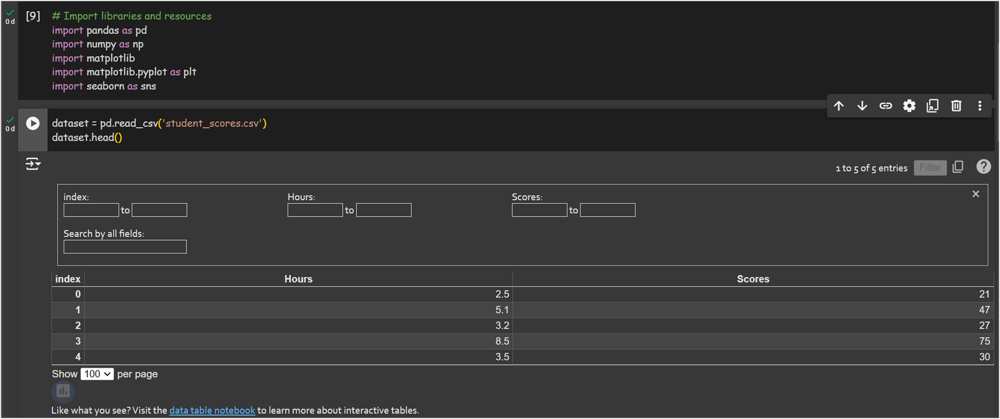 0 d
[9]
# Import libraries and resources
import pandas as pd
import numpy as np
import matplotlib
import matplotlib.pyplot as plt
import seaborn as sns
0 d
dataset = pd.read_csv('student_scores.csv')
dataset.head()
1 to 5 of 5 entries Filter ?
index: Hours: Scores:
to to to
Search by all fields:
index Hours Scores
0 2.5 21
1 5.1 47
2 3.2 27
3 8.5 75
4 3.5 30
Show 100 per page
Like what you see? Visit the data table notebook to learn more about interactive tables.